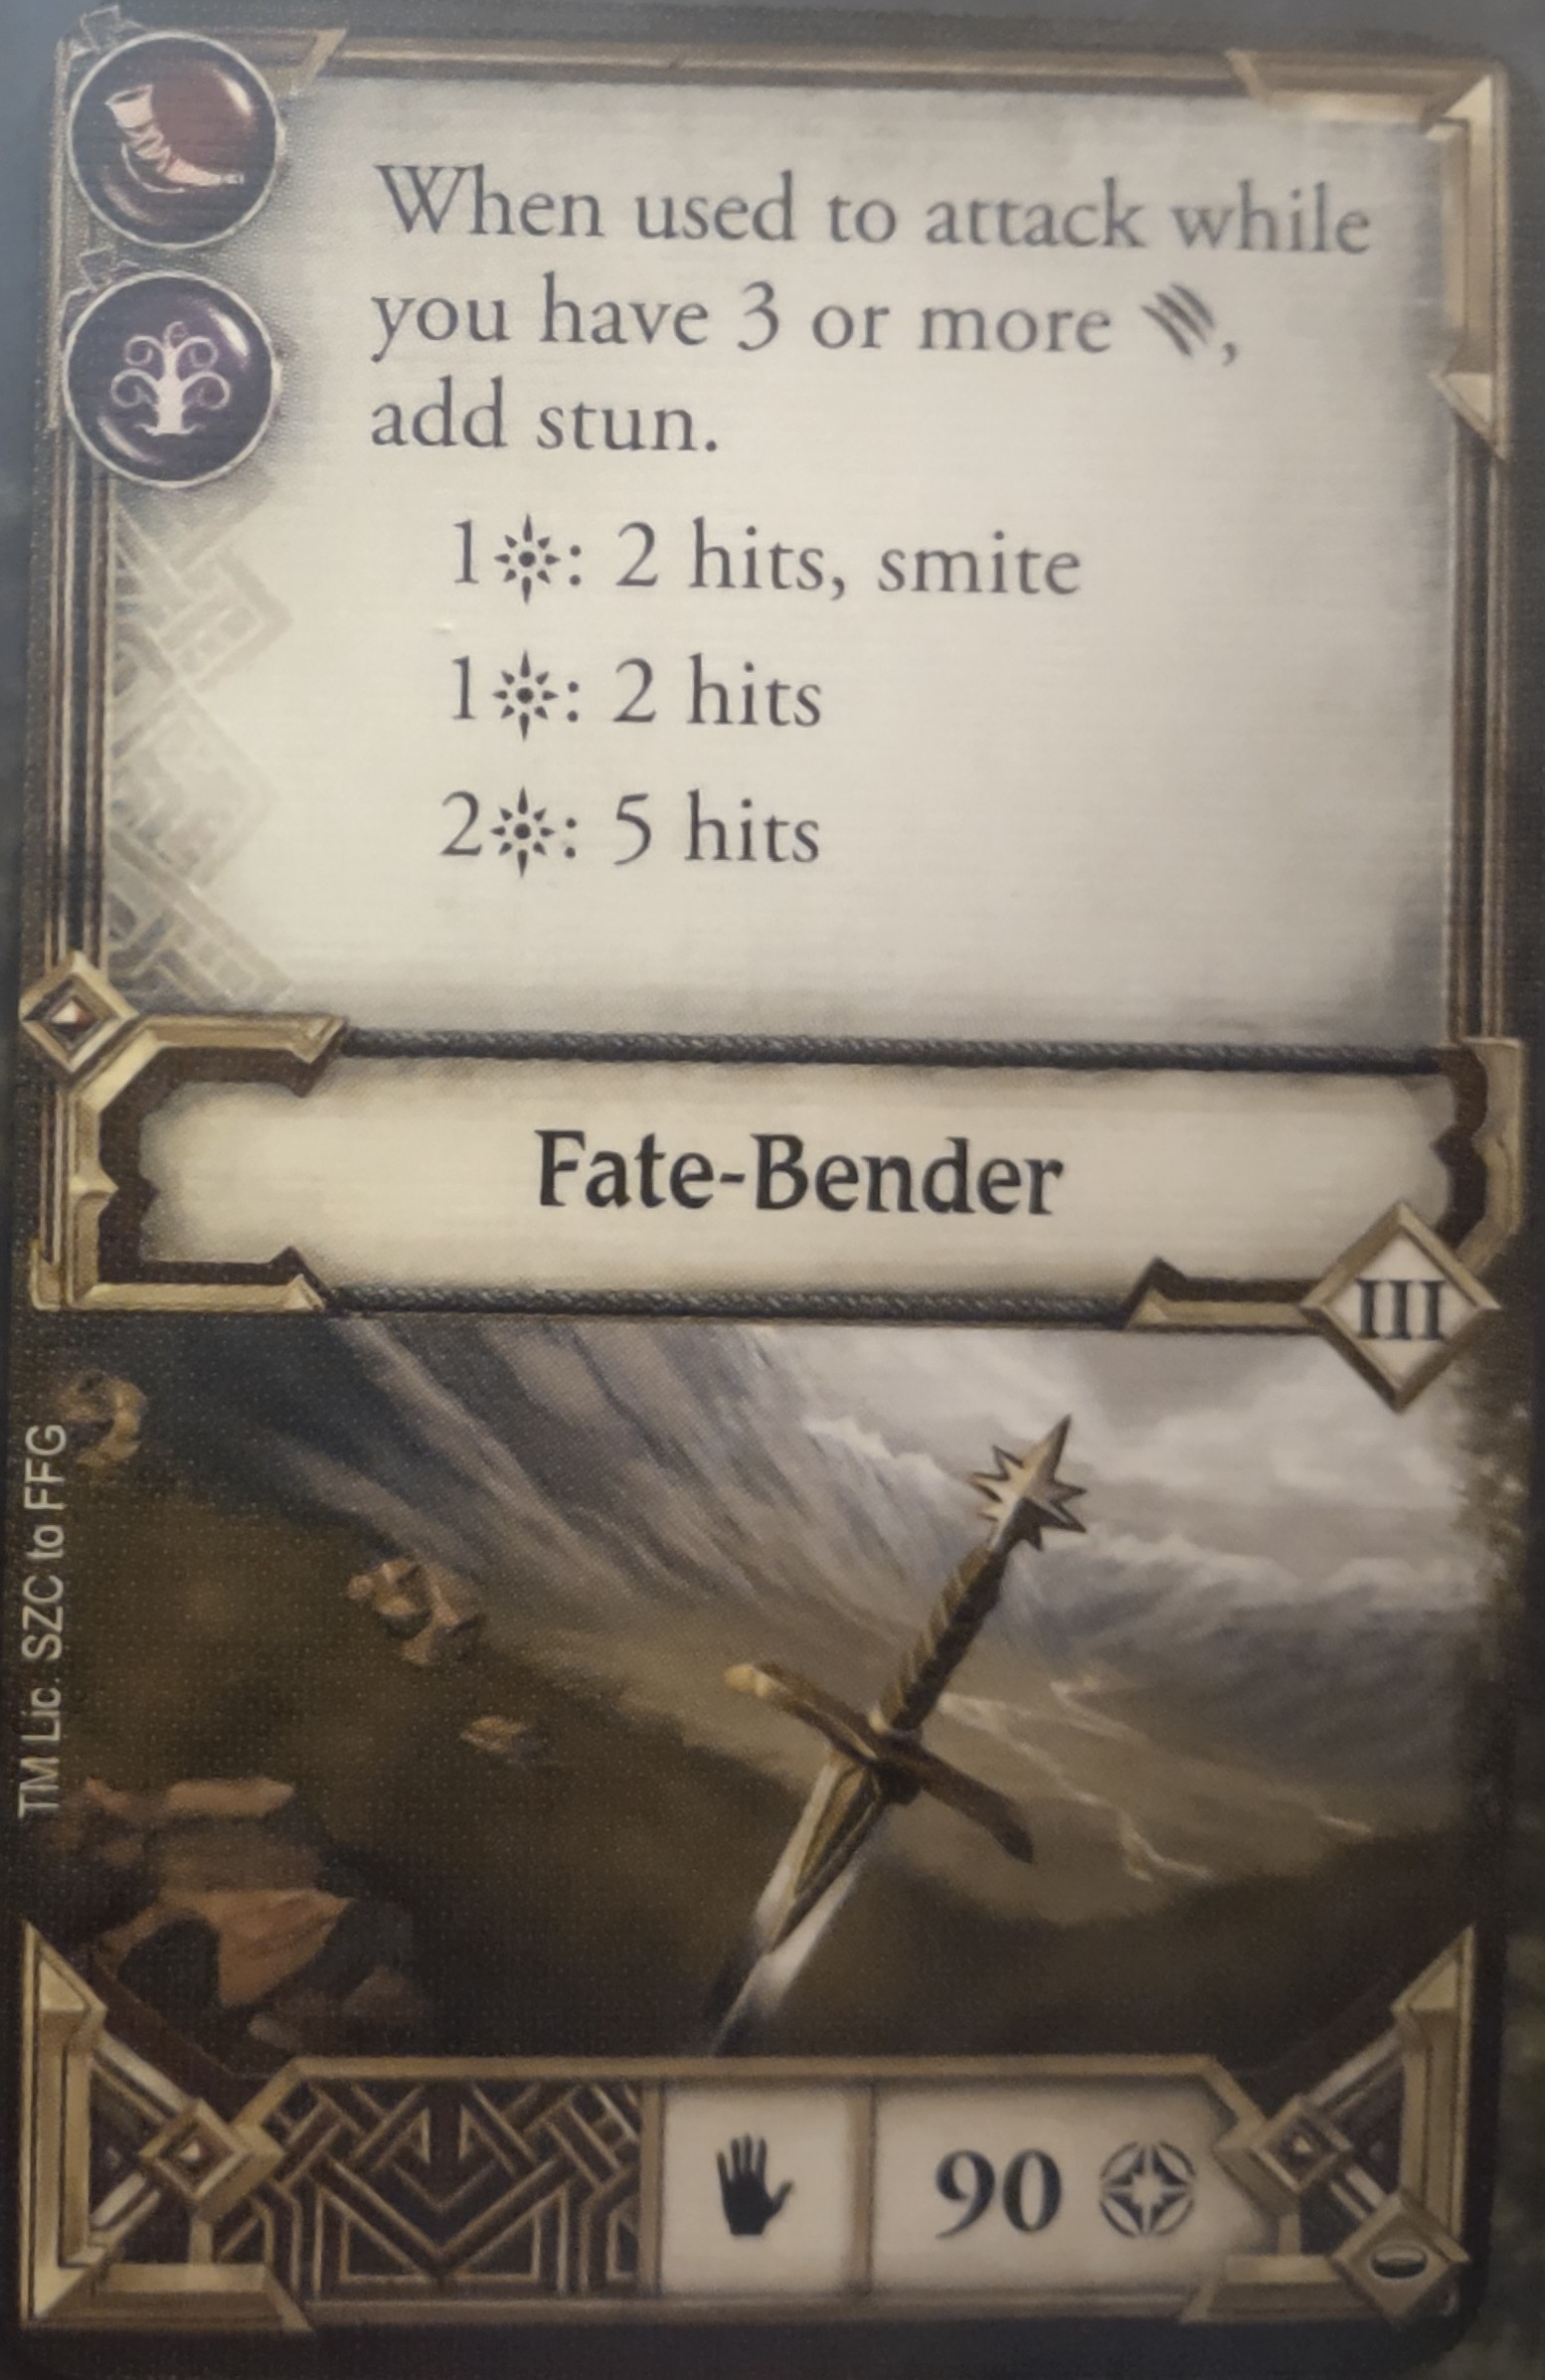 When used to attack while
you have 3 or more,
add stun.
1: 2 hits, smite
1: 2 hits
2: 5 hits
Fate-Bender
III
TM Lic. SZC to FFG
90